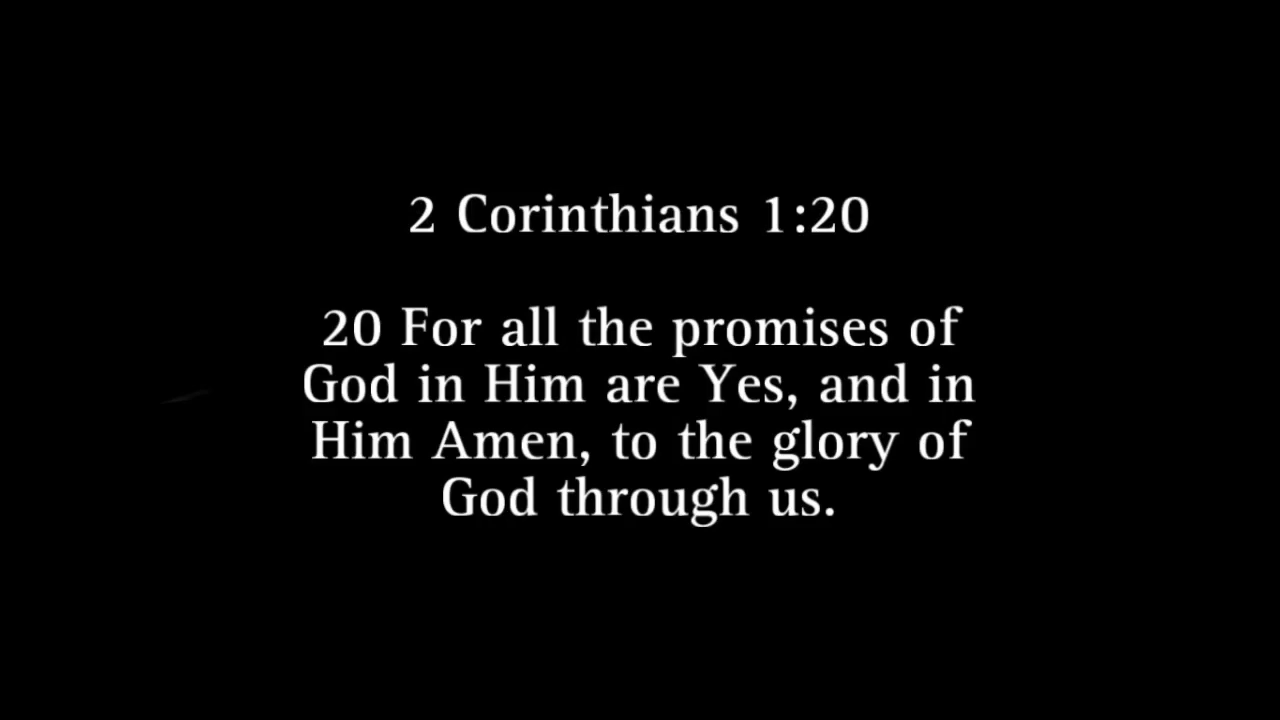 2 Corinthians 1:20
20 For all the promises of
God in Him are Yes, and in
Him Amen, to the glory of
God through us.